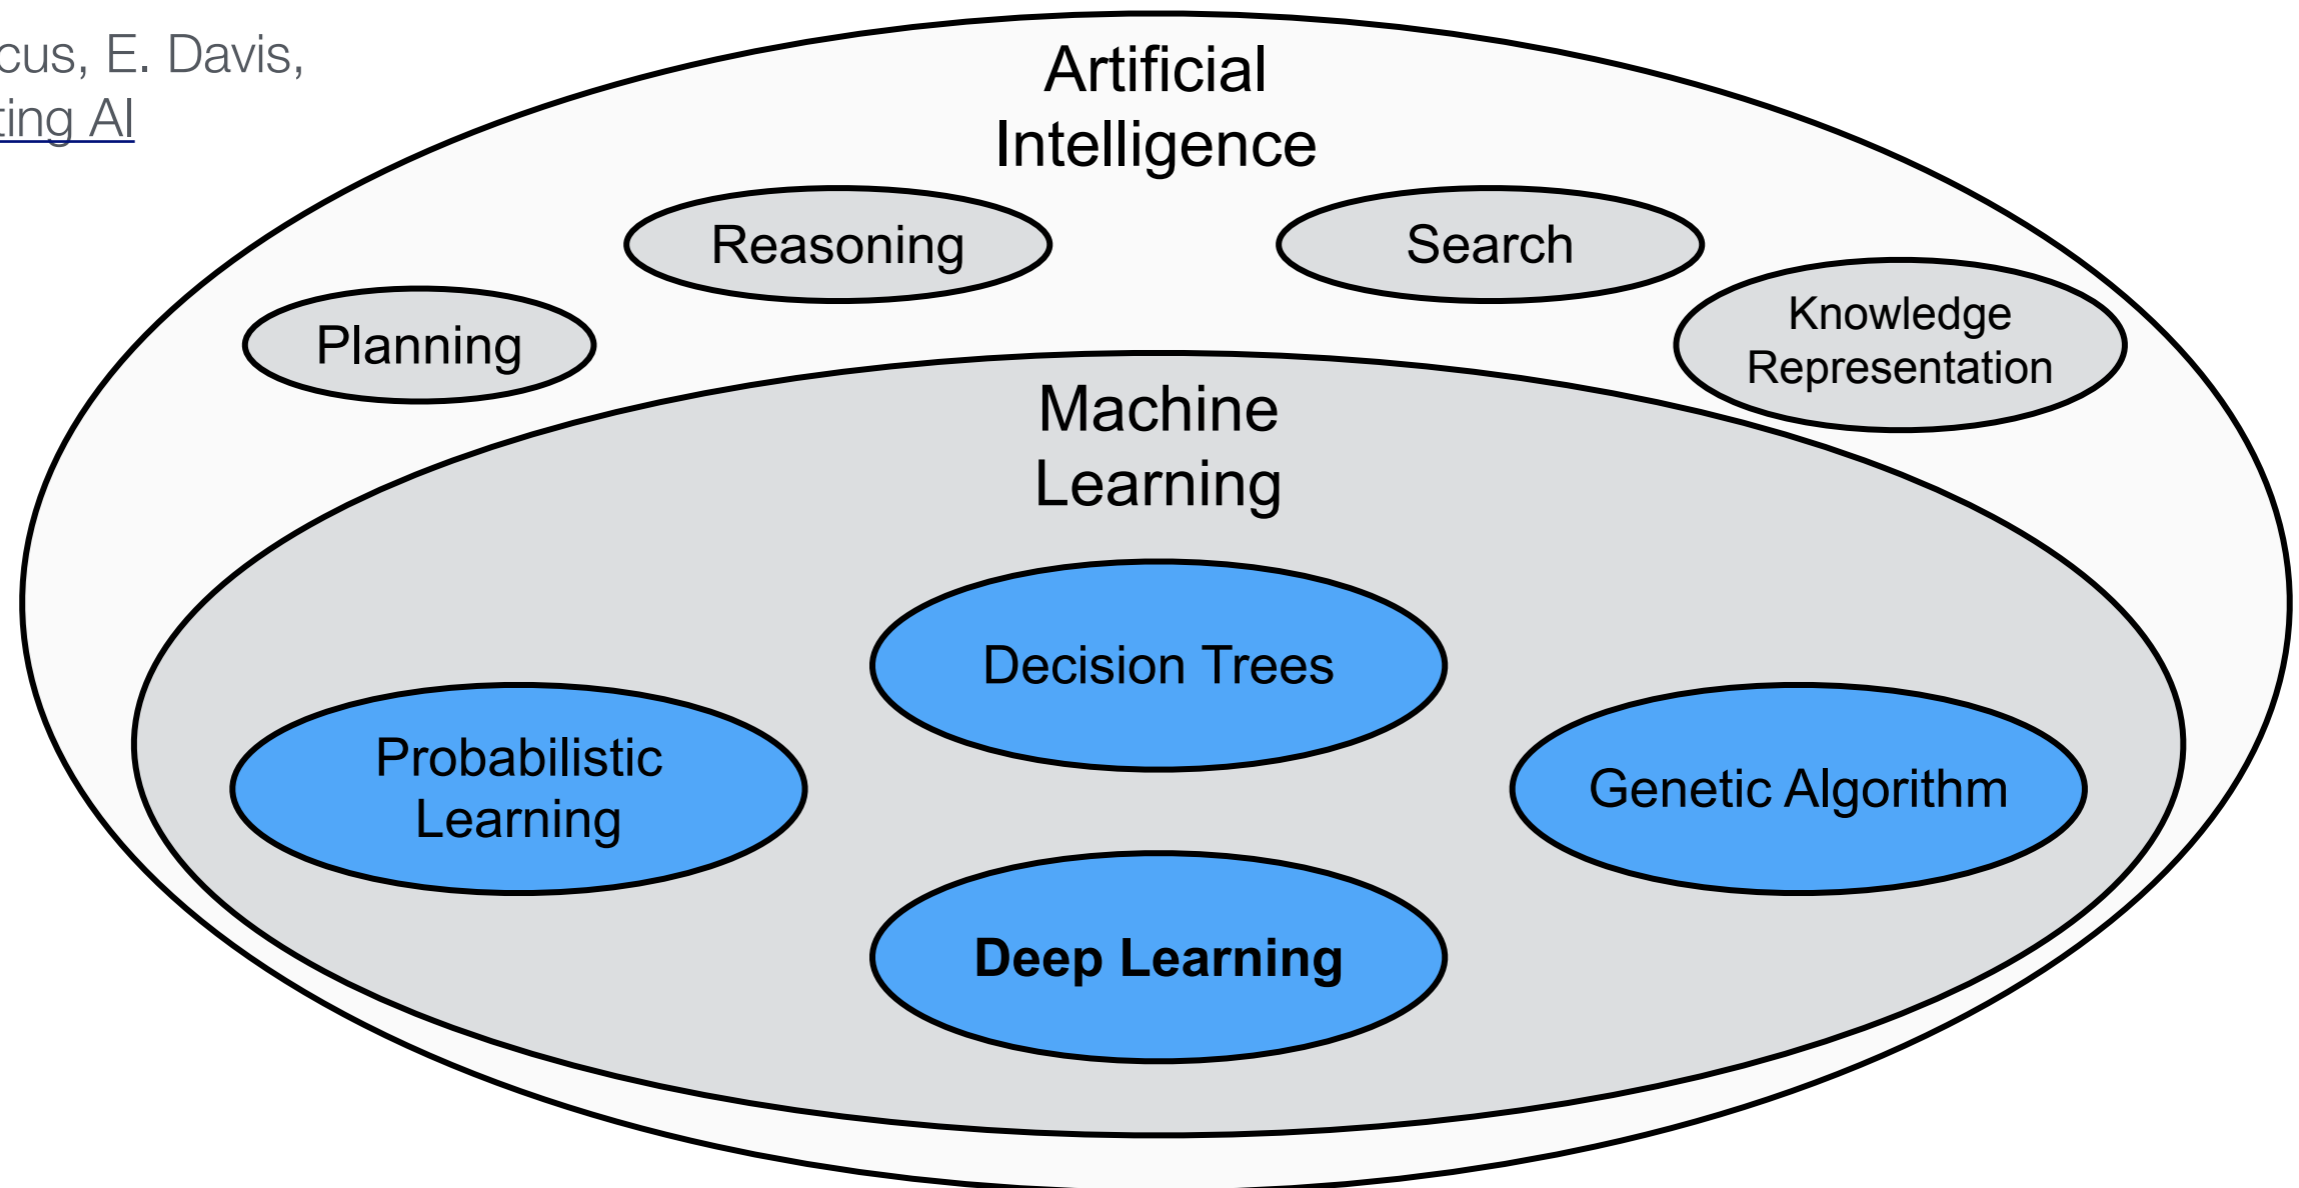 cus, E. Davis,
ting AI
Artificial
Intelligence
Reasoning
Search
Planning
Knowledge
Representation
Machine
Learning
Decision Trees
Probabilistic
Learning
Genetic Algorithm
Deep Learning